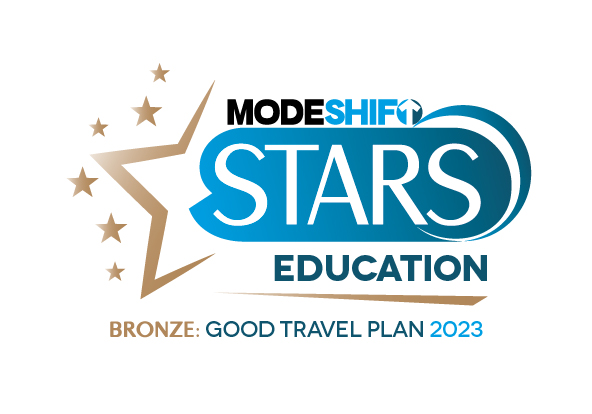 MODESHIFT
STARS
EDUCATION
BRONZE: GOOD TRAVEL PLAN 2023